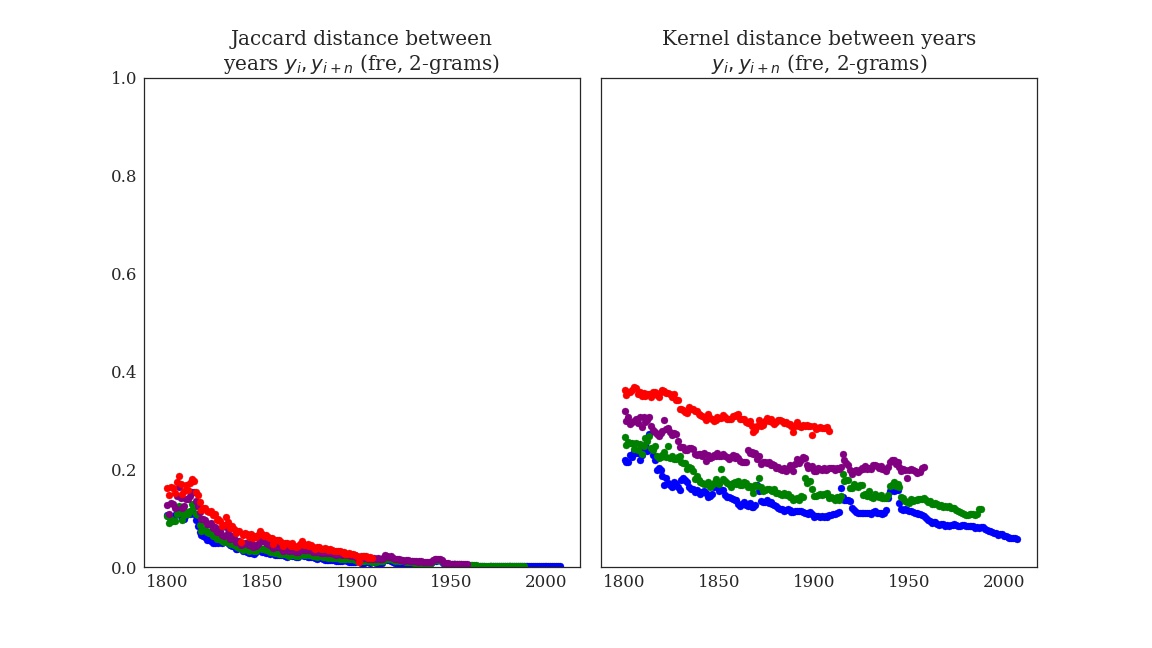 Jaccard distance between
years y_i, y_{i+n} (fre, 2-grams)
Kernel distance between years
y_i, y_{i+n} (fre, 2-grams)
1.0
0.8
0.6
0.4
0.2
0.0
1800 1850 1900 1950 2000
1800 1850 1900 1950 2000